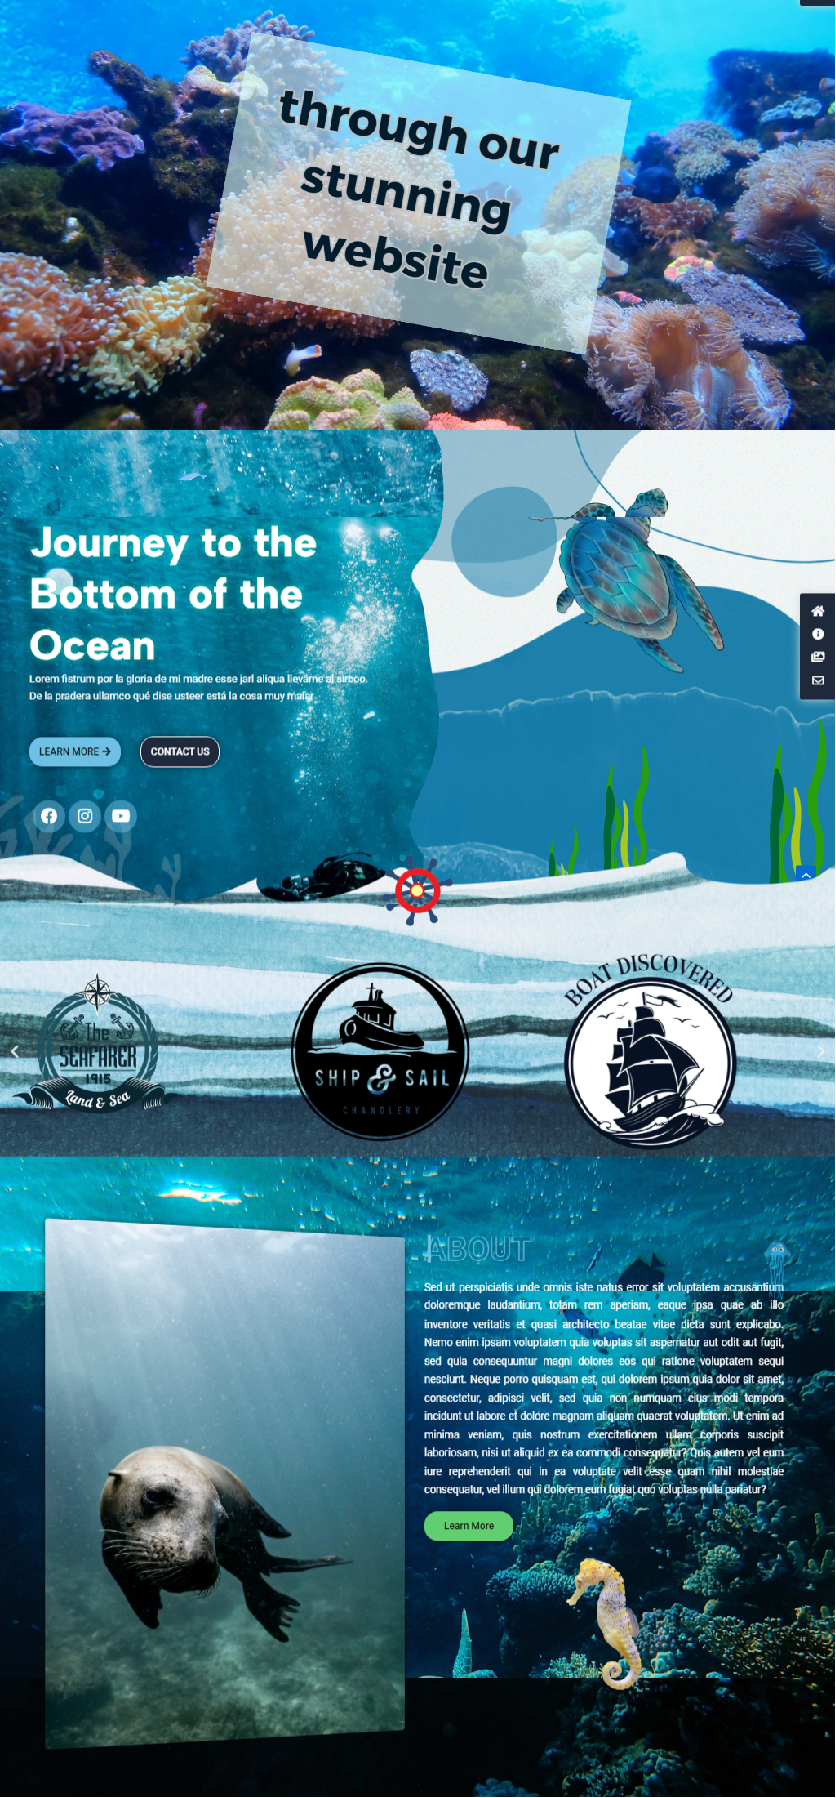 through our
stunning
website
Journey to the
Bottom of the
Ocean
Lorem fistrum por la gloria de mi madre esse jarl aliqua llevame al sircoo.
De la pradera ullamco qué dise usteer está la cosa muy malar.
LEARN MORE
CONTACT US
The
SEAFARER
1915
Land & Sea
SHIP & SAIL
CHANDLERY
BOAT DISCOVERED
ABOUT
Sed ut perspiciatis unde omnis iste natus error sit voluptatem accusantium
doloremque laudantium, totam rem aperiam, eaque ipsa quae ab illo
inventore veritatis et quasi architecto beatae vitae dicta sunt explicabo.
Nemo enim ipsam voluptatem quia voluptas sit aspernatur aut odit aut fugit,
sed quia consequuntur magni dolores eos qui ratione voluptatem sequi
nesciunt. Neque porro quisquam est, qui dolorem ipsum quia dolor sit amet,
consectetur, adipisci velit, sed quia non numquam eius modi tempora
incidunt ut labore et dolore magnam aliquam quaerat voluptatem. Ut enim ad
minima veniam, quis nostrum exercitationem ullam corporis suscipit
laboriosam, nisi ut aliquid ex ea commodi consequatur? Quis autem vel eum
iure reprehenderit qui in ea voluptate velit esse quam nihil molestiae
consequatur, vel illum qui dolorem eum fugiat quo voluptas nulla pariatur?
Learn More